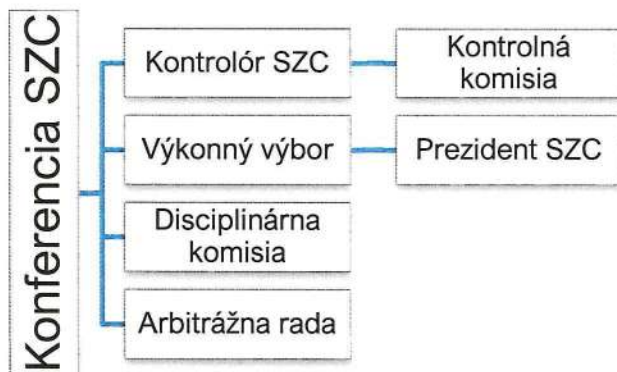 Konferencia SZC
Kontrolór SZC
Kontrolná
komisia
Výkonný výbor
Prezident SZC
Disciplinárna
komisia
Arbitrážna rada